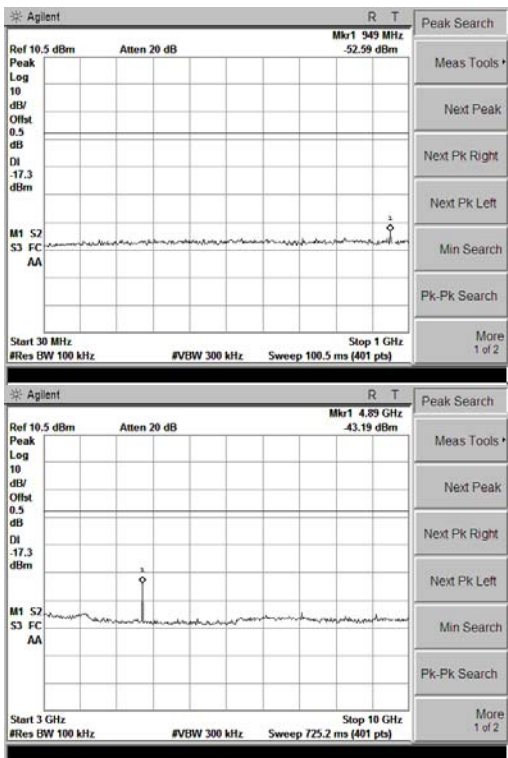 Agilent R T
Peak Search
Mkr1 949 MHz
Ref 10.5 dBm Atten 20 dB -52.59 dBm
Peak
Log
10
dB/
Offst
0.5
dB
DI
-17.3
dBm
M1 S2
S3 FC
AA
1
Start 30 MHz Stop 1 GHz
#Res BW 100 kHz #VBW 300 kHz Sweep 100.5 ms (401 pts)
Meas Tools
Next Peak
Next Pk Right
Next Pk Left
Min Search
Pk-Pk Search
More
1 of 2
Agilent R T
Peak Search
Mkr1 4.89 GHz
Ref 10.5 dBm Atten 20 dB -43.19 dBm
Peak
Log
10
dB/
Offst
0.5
dB
DI
-17.3
dBm
M1 S2
S3 FC
AA
1
Start 3 GHz Stop 10 GHz
#Res BW 100 kHz #VBW 300 kHz Sweep 725.2 ms (401 pts)
Meas Tools
Next Peak
Next Pk Right
Next Pk Left
Min Search
Pk-Pk Search
More
1 of 2